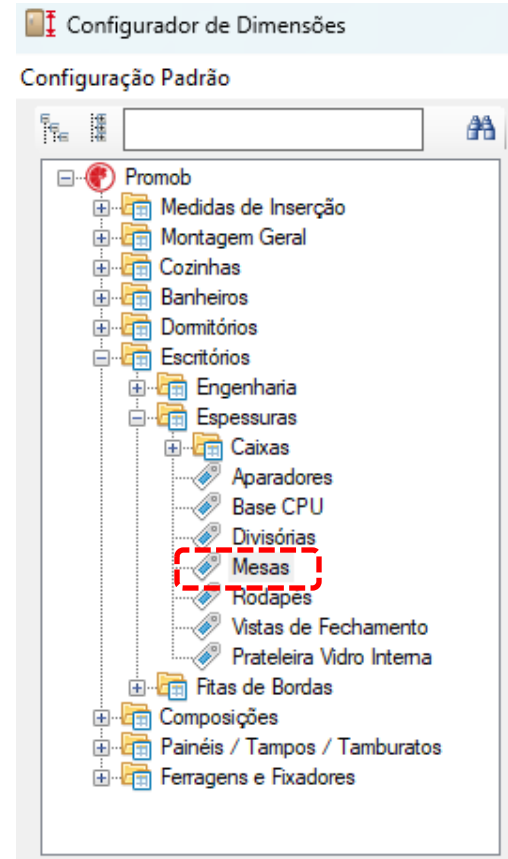 Configurador de Dimensões
Configuração Padrão
Promob
Medidas de Inserção
Montagem Geral
Cozinhas
Banheiros
Dormitórios
Escritórios
Engenharia
Espessuras
Caixas
Aparadores
Base CPU
Divisórias
Mesas
Rodapés
Vistas de Fechamento
Prateleira Vidro Interna
Fitas de Bordas
Composições
Painéis / Tampos / Tamburatos
Ferragens e Fixadores